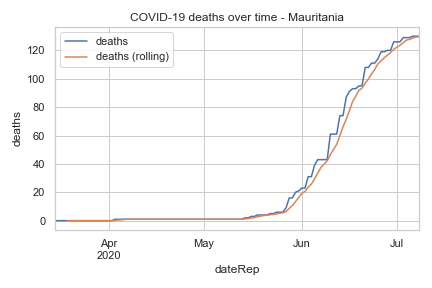 COVID-19 deaths over time - Mauritania
deaths
deaths (rolling)
120
100
80
60
40
20
0
deaths
Apr
2020
May
Jun
Jul
dateRep